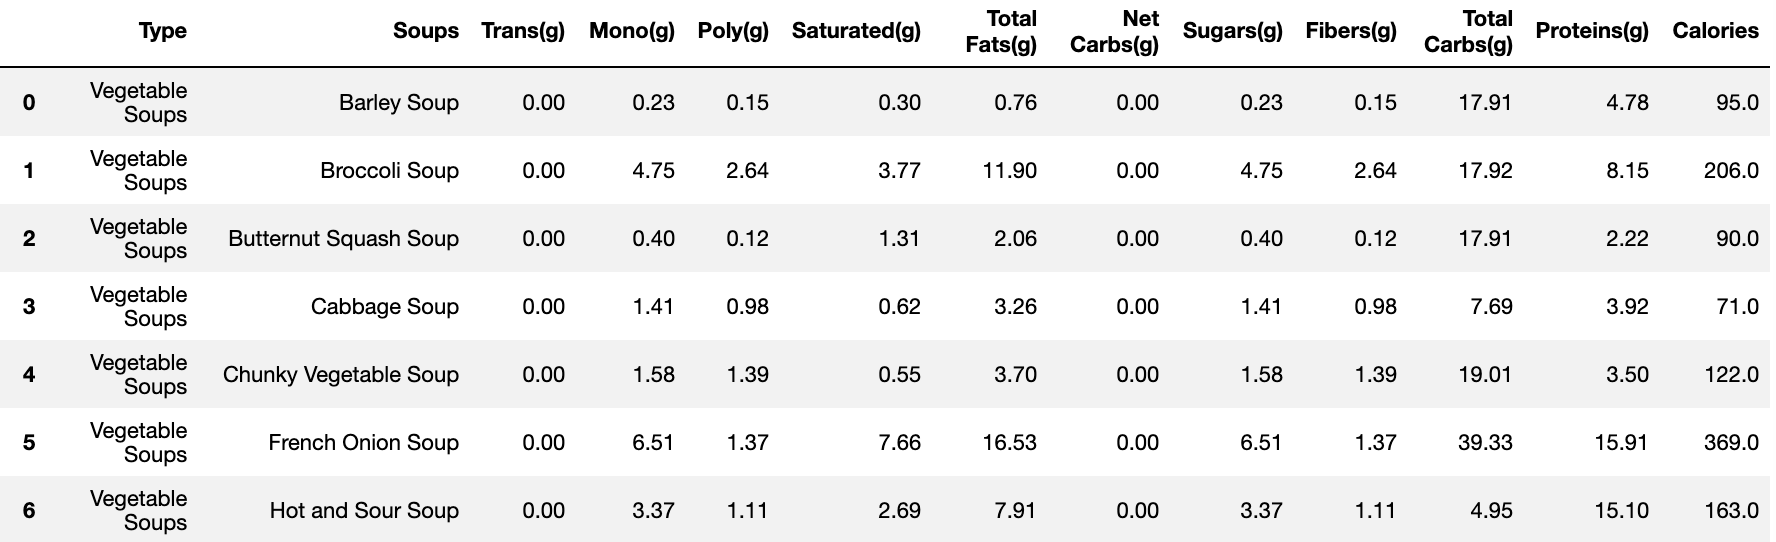 Type Soups Trans(g) Mono(g) Poly(g) Saturated(g) Total Fats(g) Net Carbs(g) Sugars(g) Fibers(g) Total Carbs(g) Proteins(g) Calories
0 Vegetable Soups Barley Soup 0.00 0.23 0.15 0.30 0.76 0.00 0.23 0.15 17.91 4.78 95.0
1 Vegetable Soups Broccoli Soup 0.00 4.75 2.64 3.77 11.90 0.00 4.75 2.64 17.92 8.15 206.0
2 Vegetable Soups Butternut Squash Soup 0.00 0.40 0.12 1.31 2.06 0.00 0.40 0.12 17.91 2.22 90.0
3 Vegetable Soups Cabbage Soup 0.00 1.41 0.98 0.62 3.26 0.00 1.41 0.98 7.69 3.92 71.0
4 Vegetable Soups Chunky Vegetable Soup 0.00 1.58 1.39 0.55 3.70 0.00 1.58 1.39 19.01 3.50 122.0
5 Vegetable Soups French Onion Soup 0.00 6.51 1.37 7.66 16.53 0.00 6.51 1.37 39.33 15.91 369.0
6 Vegetable Soups Hot and Sour Soup 0.00 3.37 1.11 2.69 7.91 0.00 3.37 1.11 4.95 15.10 163.0